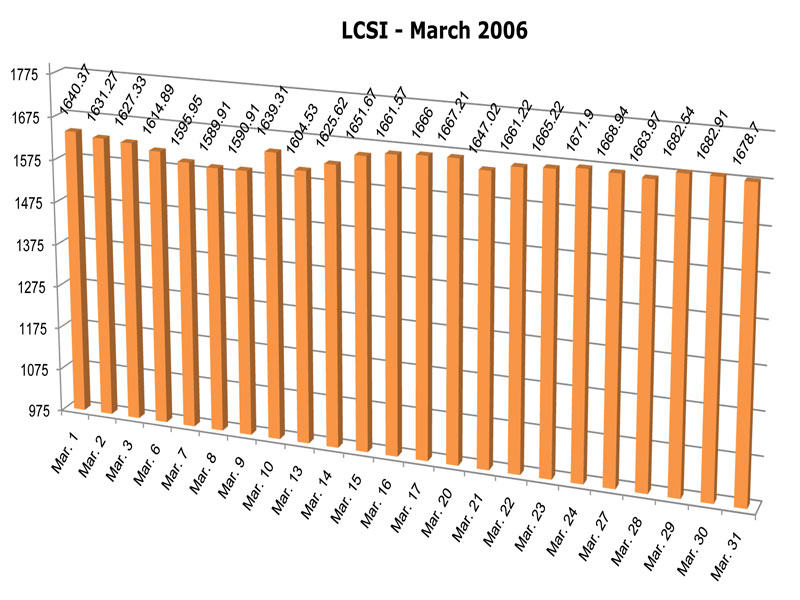 LCSI - March 2006
1775
1675
1575
1475
1375
1275
1175
1075
975
1640.37
1631.27
1627.33
1614.89
1595.95
1589.91
1590.91
1639.31
1604.53
1625.62
1651.67
1661.57
1666
1667.21
1647.02
1661.22
1665.22
1671.9
1668.94
1663.97
1682.54
1682.91
1678.7
Mar. 1
Mar. 2
Mar. 3
Mar. 6
Mar. 7
Mar. 8
Mar. 9
Mar. 10
Mar. 13
Mar. 14
Mar. 15
Mar. 16
Mar. 17
Mar. 20
Mar. 21
Mar. 22
Mar. 23
Mar. 24
Mar. 27
Mar. 28
Mar. 29
Mar. 30
Mar. 31